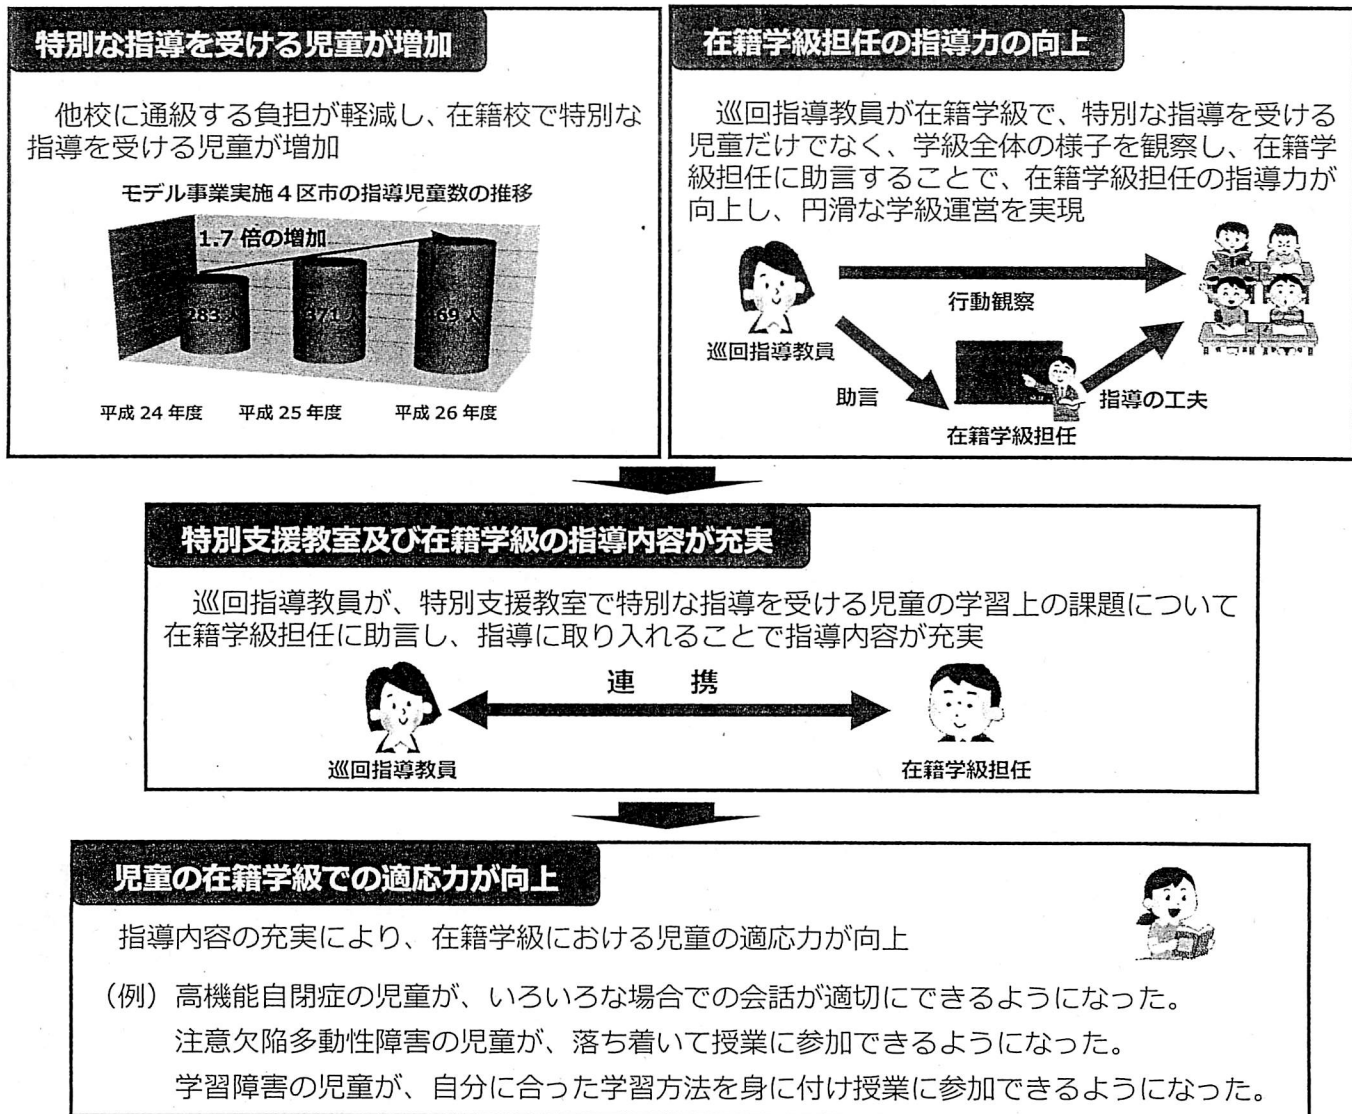 特別な指導を受ける児童が増加
他校に通級する負担が軽減し、在籍校で特別な
指導を受ける児童が増加
モデル事業実施4区市の指導児童数の推移
1.7 倍の増加
283 人
371 人
69 人
平成 24 年度 平成 25 年度 平成 26 年度
在籍学級担任の指導力の向上
巡回指導教員が在籍学級で、特別な指導を受ける
児童だけでなく、学級全体の様子を観察し、在籍学
級担任に助言することで、在籍学級担任の指導力が
向上し、円滑な学級運営を実現
行動観察
巡回指導教員
助言
指導の工夫
在籍学級担任
特別支援教室及び在籍学級の指導内容が充実
巡回指導教員が、特別支援教室で特別な指導を受ける児童の学習上の課題について
在籍学級担任に助言し、指導に取り入れることで指導内容が充実
連 携
巡回指導教員
在籍学級担任
児童の在籍学級での適応力が向上
指導内容の充実により、在籍学級における児童の適応力が向上
（例）高機能自閉症の児童が、いろいろな場合での会話が適切にできるようになった。
注意欠陥多動性障害の児童が、落ち着いて授業に参加できるようになった。
学習障害の児童が、自分に合った学習方法を身に付け授業に参加できるようになった。